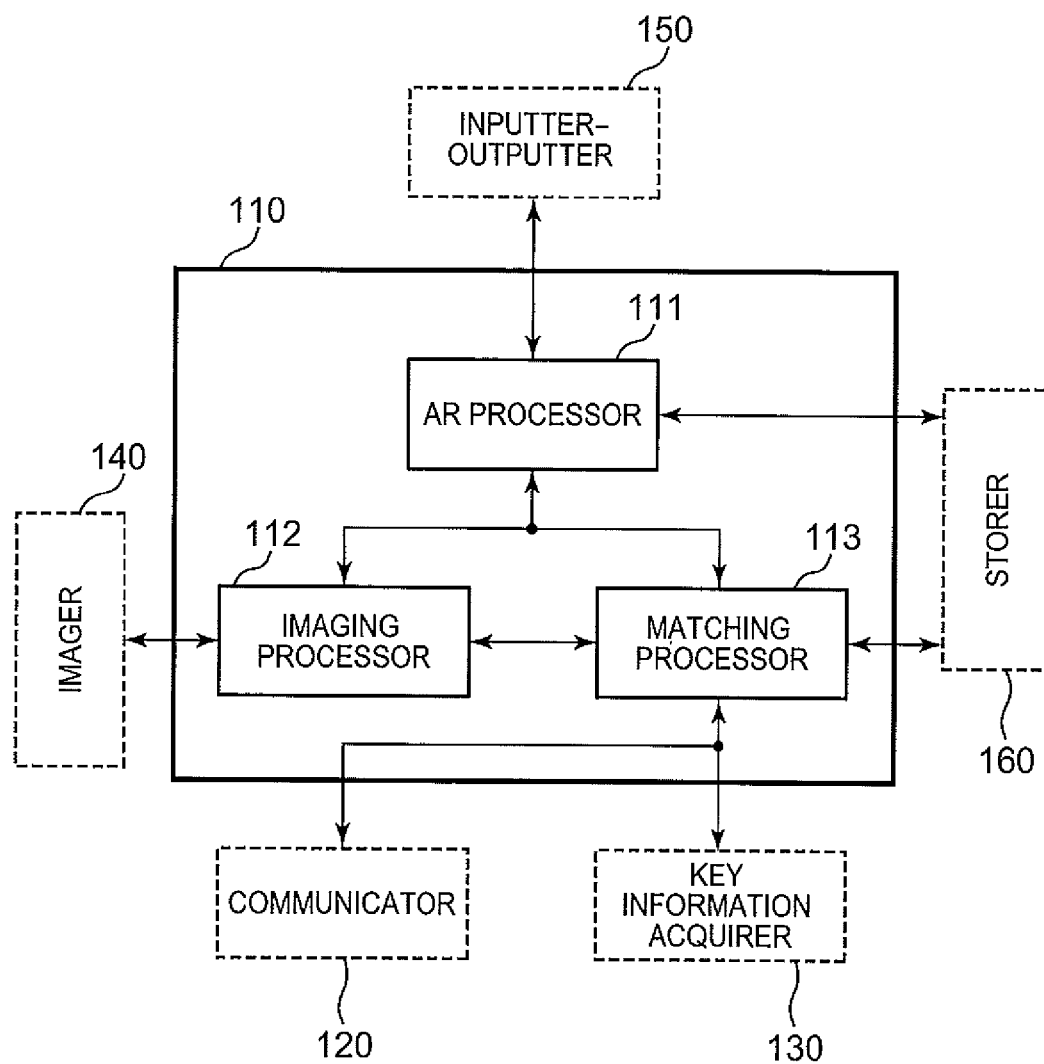 150
INPUTTER–
OUTPUTTER
110
111
AR PROCESSOR
140
IMAGER
112
IMAGING
PROCESSOR
113
MATCHING
PROCESSOR
STORER
160
COMMUNICATOR
120
KEY
INFORMATION
ACQUIRER
130